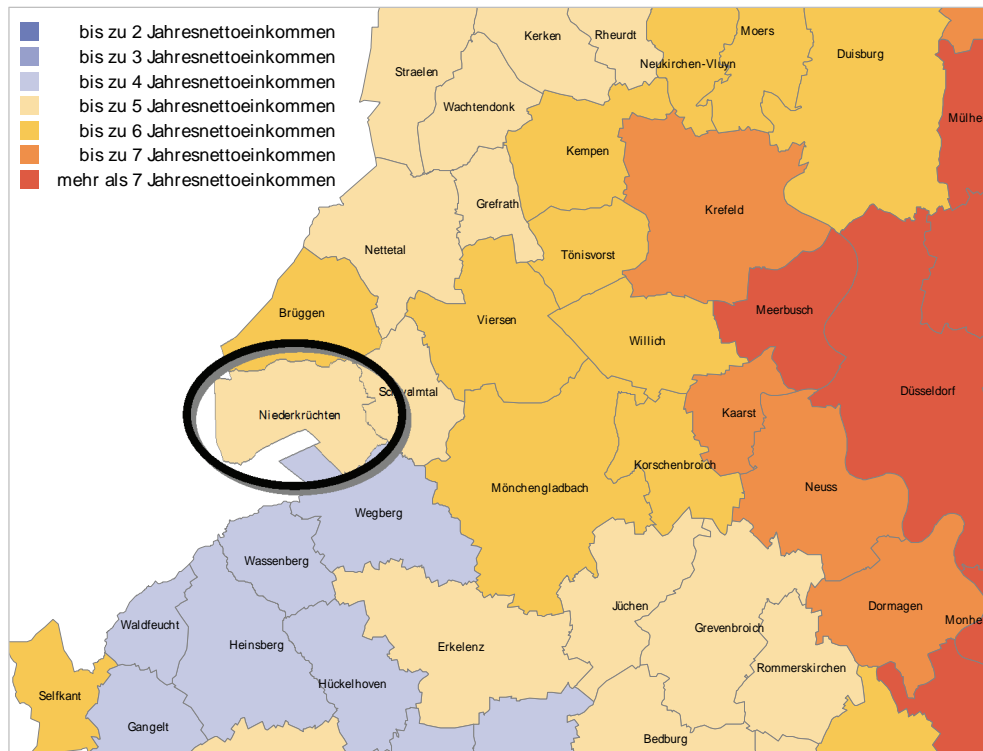 bis zu 2 Jahresnettoeinkommen
bis zu 3 Jahresnettoeinkommen
bis zu 4 Jahresnettoeinkommen
bis zu 5 Jahresnettoeinkommen
bis zu 6 Jahresnettoeinkommen
bis zu 7 Jahresnettoeinkommen
mehr als 7 Jahresnettoeinkommen
Kerken
Rheurdt
Moers
Duisburg
Neukirchen-Vluyn
Straelen
Wachtendonk
Mülhe
Kempen
Grefrath
Krefeld
Nettetal
Tönisvorst
Brüggen
Viersen
Meerbusch
Willich
Schwalmtal
Düsseldorf
Niederkrüchten
Kaarst
Korschenbroich
Mönchengladbach
Neuss
Wegberg
Wassenberg
Jüchen
Dormagen
Waldfeucht
Heinsberg
Grevenbroich
Monhe
Erkelenz
Rommerskirchen
Hückelhoven
Selfkant
Gangelt
Bedburg